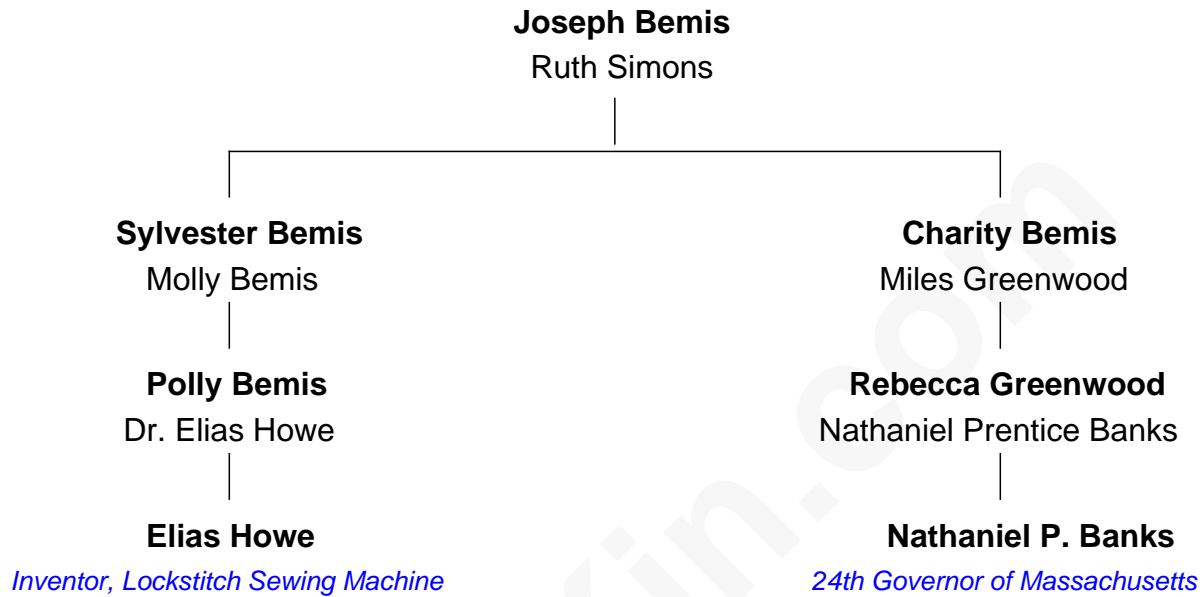 Joseph Bemis
Ruth Simons
Sylvester Bemis
Molly Bemis
Polly Bemis
Dr. Elias Howe
Elias Howe
Inventor, Lockstitch Sewing Machine
Charity Bemis
Miles Greenwood
Rebecca Greenwood
Nathaniel Prentice Banks
Nathaniel P. Banks
24th Governor of Massachusetts